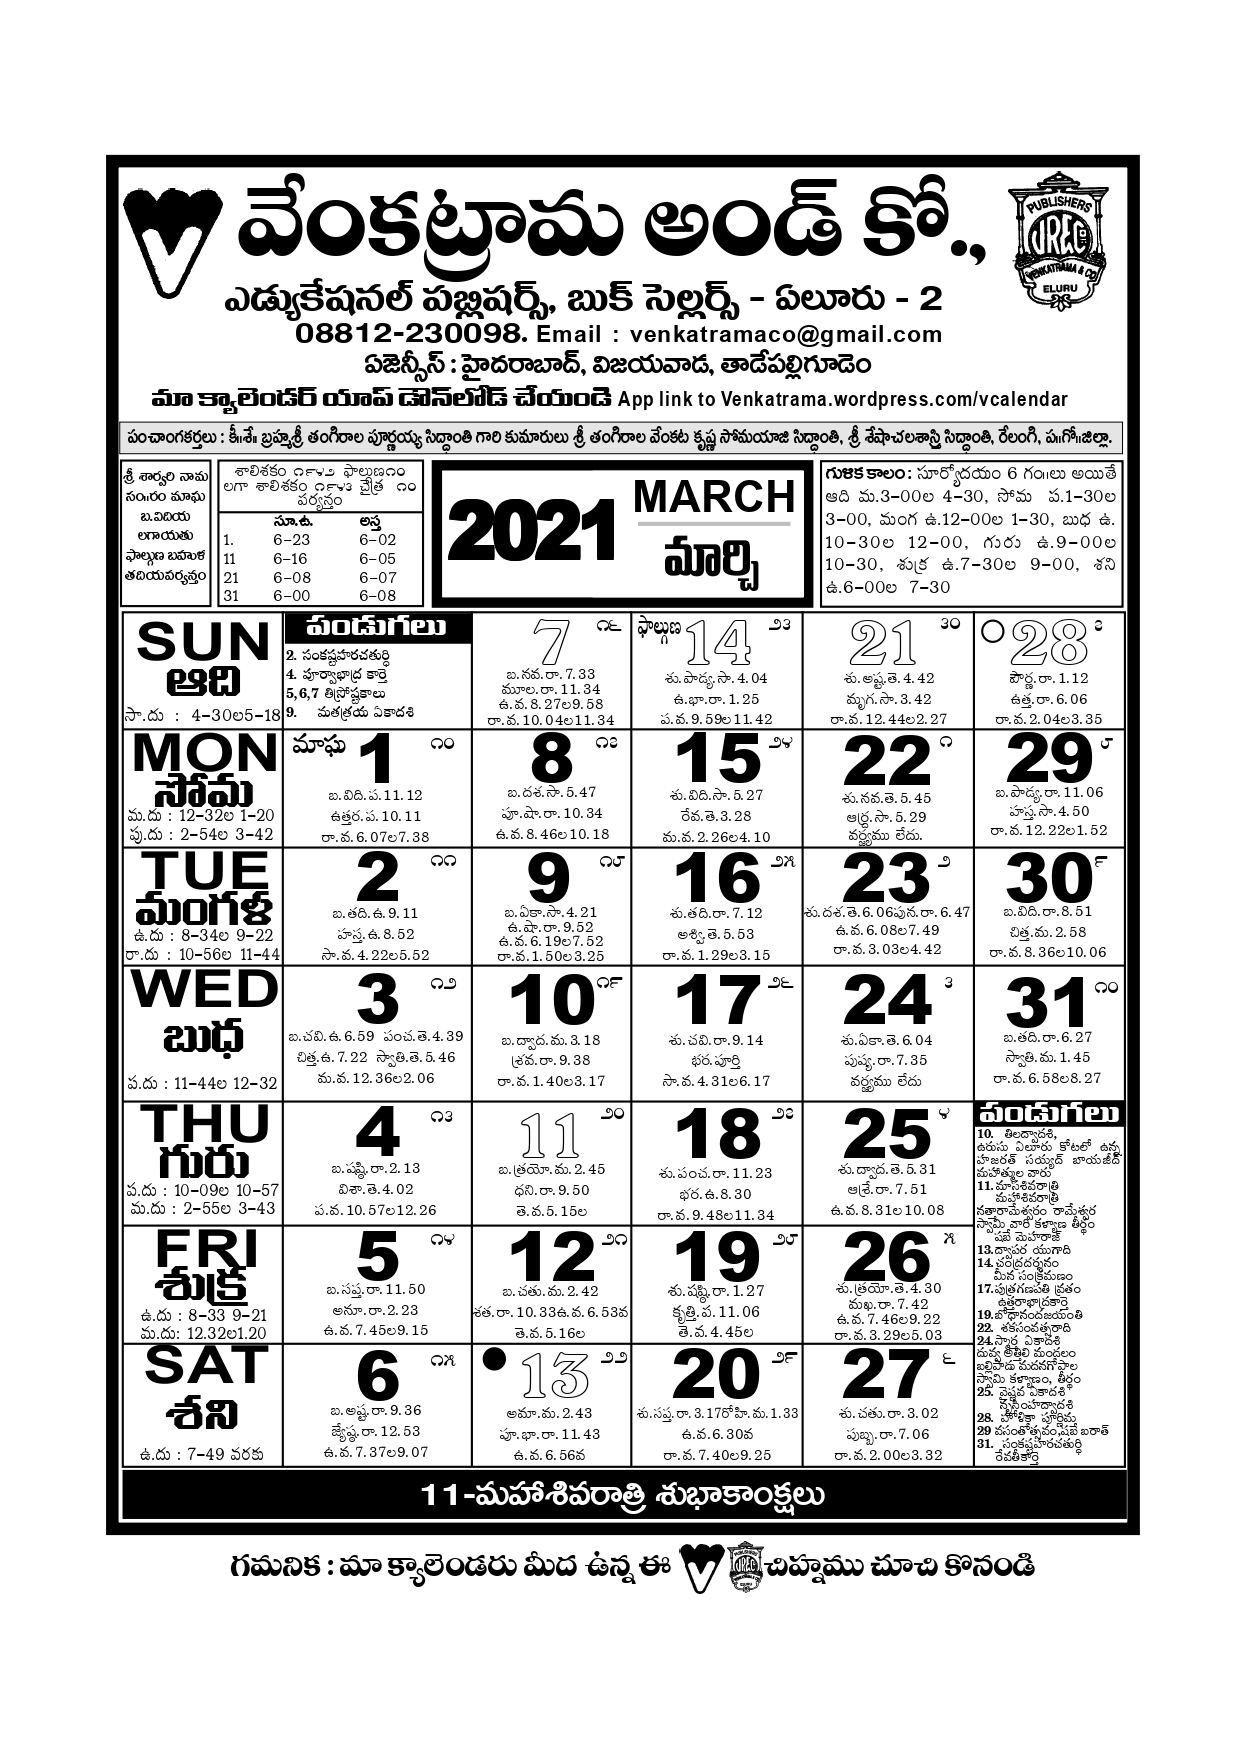 వేంకట్రామ అండ్ కో.,
PUBLISHERS
VENKATRAMA & CO
ELURU
ఎడ్యుకేషనల్ పబ్లిషర్స్, బుక్ సెల్లర్స్ - ఏలూరు - 2
08812-230098. Email : venkatramaco@gmail.com
ఏజెన్సీస్ : హైదరాబాద్, విజయవాడ, తాడేపల్లిగూడెం
మా క్యాలెండర్ యాప్ డౌన్‌లోడ్ చేయండి App link to Venkatrama.wordpress.com/vcalendar
పంచాంగకర్తలు : కీ॥శే॥ బ్రహ్మశ్రీ తంగిరాల పూర్ణయ్య సిద్ధాంతి గారి కుమారులు శ్రీ తంగిరాల వేంకట కృష్ణ సోమయాజి సిద్ధాంతి, శ్రీ శేషాచలశాస్త్రి సిద్ధాంతి, రేలంగి, ప॥గో॥జిల్లా.
శ్రీ శార్వరి నామ
సం॥రం మాఘ
బ.విదియ
లగాయతు
ఫాల్గుణ బహుళ
తదియవర్యన్తం
శాలిశకం ౧౯౪౨ ఫాల్గుణ౧౦
లగా శాలిశకం ౧౯౪౩ చైత్ర ౧౦
పర్యన్తం
సూ.ఉ. అస్త
1. 6-23 6-02
11 6-16 6-05
21 6-08 6-07
31 6-00 6-08
2021
MARCH
మార్చి
గుళిక కాలం : సూర్యోదయం 6 గం॥లు అయితే
ఆది మ.3-00ల 4-30, సోమ ప.1-30ల
3-00, మంగ ఉ.12-00ల 1-30, బుధ ఉ.
10-30ల 12-00, గురు ఉ.9-00ల
10-30, శుక్ర ఉ.7-30ల 9-00, శని
ఉ.6-00ల 7-30
SUN
ఆది
సా.దు : 4-30ల5-18
పండుగలు
2. సంకష్టహరచతుర్థి
4. పూర్వాభాద్ర కార్తె
5,6,7 తిస్రోష్టకాలు
9. మతత్రయ ఏకాదశి
7 ౧౬
బ.నవ.రా.7.33
మూల.రా.11.34
ఉ.వ.8.27ల9.58
రా.వ.10.04ల11.34
ఫాల్గుణ 14 ౨౩
శు.పాడ్య.సా.4.04
ఉ.భా.రా.1.25
ప.వ.9.59ల11.42
21 ౩౦
శు.అష్ట.తె.4.42
మృగ.సా.3.42
రా.వ.12.44ల2.27
28 ౭
పౌర్ణ.రా.1.12
ఉత్త.రా.6.06
రా.వ.2.04ల3.35
MON
సోమ
మ.దు : 12-32ల 1-20
పు.దు : 2-54ల 3-42
మాఘ 1 ౧౦
బ.విది.ప.11.12
ఉత్తర.ప.10.11
రా.వ.6.07ల7.38
8 ౧౭
బ.దశ.సా.5.47
పూ.షా.రా.10.34
ఉ.వ.8.46ల10.18
15 ౨౪
శు.విది.సా.5.27
రేవ.తె.3.28
మ.వ.2.26ల4.10
22 ౧
శు.నవ.తె.5.45
ఆర్ద్ర.సా.5.29
వర్జ్యము లేదు.
29 ౮
బ.పాడ్య.రా.11.06
హస్త.సా.4.50
రా.వ.12.22ల1.52
TUE
మంగళ
ఉ.దు : 8-34ల 9-22
రా.దు : 10-56ల 11-44
2 ౧౧
బ.తది.ఉ.9.11
హస్త.ఉ.8.52
సా.వ.4.22ల5.52
9 ౧౮
బ.ఏకా.సా.4.21
ఉ.షా.రా.9.52
ఉ.వ.6.19ల7.52
రా.వ.1.50ల3.25
16 ౨౫
శు.తది.రా.7.12
అశ్వి.తె.5.53
రా.వ.1.29ల3.15
23 ౨
శు.దశ.తె.6.06పున.రా.6.47
ఉ.వ.6.08ల7.49
రా.వ.3.03ల4.42
30 ౯
బ.విది.రా.8.51
చిత్త.మ.2.58
రా.వ.8.36ల10.06
WED
బుధ
ప.దు : 11-44ల 12-32
3 ౧౨
బ.చవి.ఉ.6.59 పంచ.తె.4.39
చిత్త.ఉ.7.22 స్వాతి.తె.5.46
మ.వ.12.36ల2.06
10 ౧౯
బ.ద్వాద.మ.3.18
శ్రవ.రా.9.38
రా.వ.1.40ల3.17
17 ౨౬
శు.చవి.రా.9.14
భర.పూర్తి
సా.వ.4.31ల6.17
24 ౩
శు.ఏకా.తె.6.04
పుష్య.రా.7.35
వర్జ్యము లేదు
31 ౧౦
బ.తది.రా.6.27
స్వాతి.మ.1.45
రా.వ.6.58ల8.27
THU
గురు
ప.దు : 10-09ల 10-57
మ.దు : 2-55ల 3-43
4 ౧౩
బ.షష్ఠి.రా.2.13
విశా.తె.4.02
ప.వ.10.57ల12.26
11 ౨౦
బ.త్రయో.మ.2.45
ధని.రా.9.50
తె.వ.5.15ల
18 ౨౭
శు.పంచ.రా.11.23
భర.ఉ.8.30
రా.వ.9.48ల11.34
25 ౪
శు.ద్వాద.తె.5.31
ఆశ్రే.రా.7.51
ఉ.వ.8.31ల10.08
FRI
శుక్ర
ఉ.దు : 8-33 9-21
మ.దు: 12.32ల1.20
5 ౧౪
బ.సప్త.రా.11.50
అనూ.రా.2.23
ఉ.వ.7.45ల9.15
12 ౨౧
బ.చతు.మ.2.42
శత.రా.10.33ఉ.వ.6.53వ
తె.వ.5.16ల
19 ౨౮
శు.షష్ఠి.రా.1.27
కృత్తి.ప.11.06
తె.వ.4.45ల
26 ౫
శు.త్రయో.తె.4.30
మఖ.రా.7.42
ఉ.వ.7.46ల9.22
రా.వ.3.29ల5.03
SAT
శని
ఉ.దు : 7-49 వరకు
6 ౧౫
బ.అష్ట.రా.9.36
జ్యేష్ఠ.రా.12.53
ఉ.వ.7.37ల9.07
13 ౨౨
అమా.మ.2.43
పూ.భా.రా.11.43
ఉ.వ.6.56వ
20 ౨౯
శు.సప్త.రా.3.17రోహి.మ.1.33
ఉ.వ.6.30వ
రా.వ.7.40ల9.25
27 ౬
శు.చతు.రా.3.02
పుబ్బ.రా.7.06
రా.వ.2.00ల3.32
పండుగలు
10. తిలద్వాదశి,
ఉరుసు ఏలూరు కోటలో ఉన్న
హజరత్ సయ్యద్ బాయజీద్
మహాత్ముల వారు
11.మాసశివరాత్రి
మహాశివరాత్రి
నత్తారామేశ్వరం రామేశ్వర
స్వామి వారి కళ్యాణ తీర్థం
షబే మెహరాజ్
13.ద్వాపర యుగాది
14.చంద్రదర్శనం
మీన సంక్రమణం
17.పుత్రగణపతి వ్రతం
ఉత్తరాభాద్రకార్తె
19.బోధానందజయంతి
22. శకసంవత్సరాది
24.స్మార్త ఏకాదశి
దువ్వ అత్తిలి మండలం
బల్లిపాడు మదనగోపాల
స్వామి కళ్యాణం, తీర్థం
25. వైష్ణవ ఏకాదశి
నృసింహద్వాదశి
28. హోళికా పూర్ణిమ
29 వసంతోత్సవం,షబే బరాత్
31. సంకష్టహరచతుర్థి
రేవతీకార్తె
11-మహాశివరాత్రి శుభాకాంక్షలు
గమనిక : మా క్యాలెండరు మీద ఉన్న ఈ చిహ్నము చూచి కొనండి